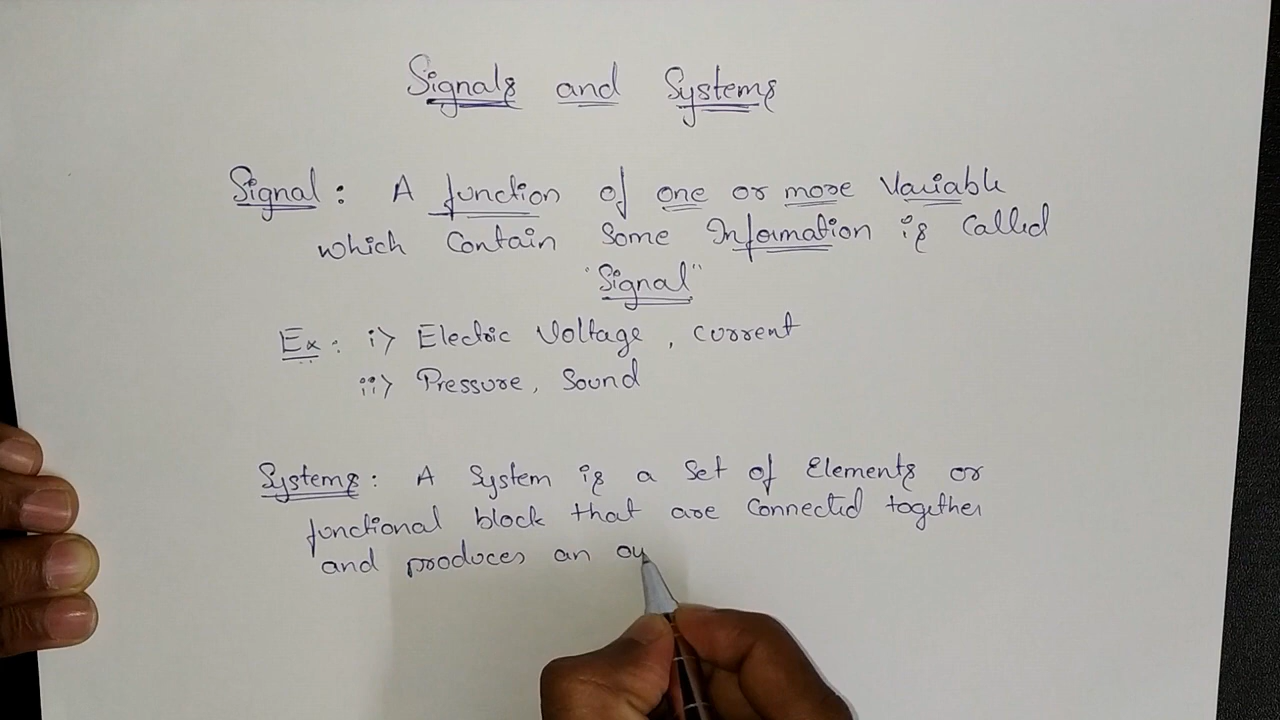 Signals and Systems
Signal : A function of one or more Variable
which Contain Some Information is Called
"Signal"
Ex : i> Electric Voltage , current
ii> Pressure, Sound
Systems : A System is a Set of Elements or
functional block that are Connected together
and produces an ou